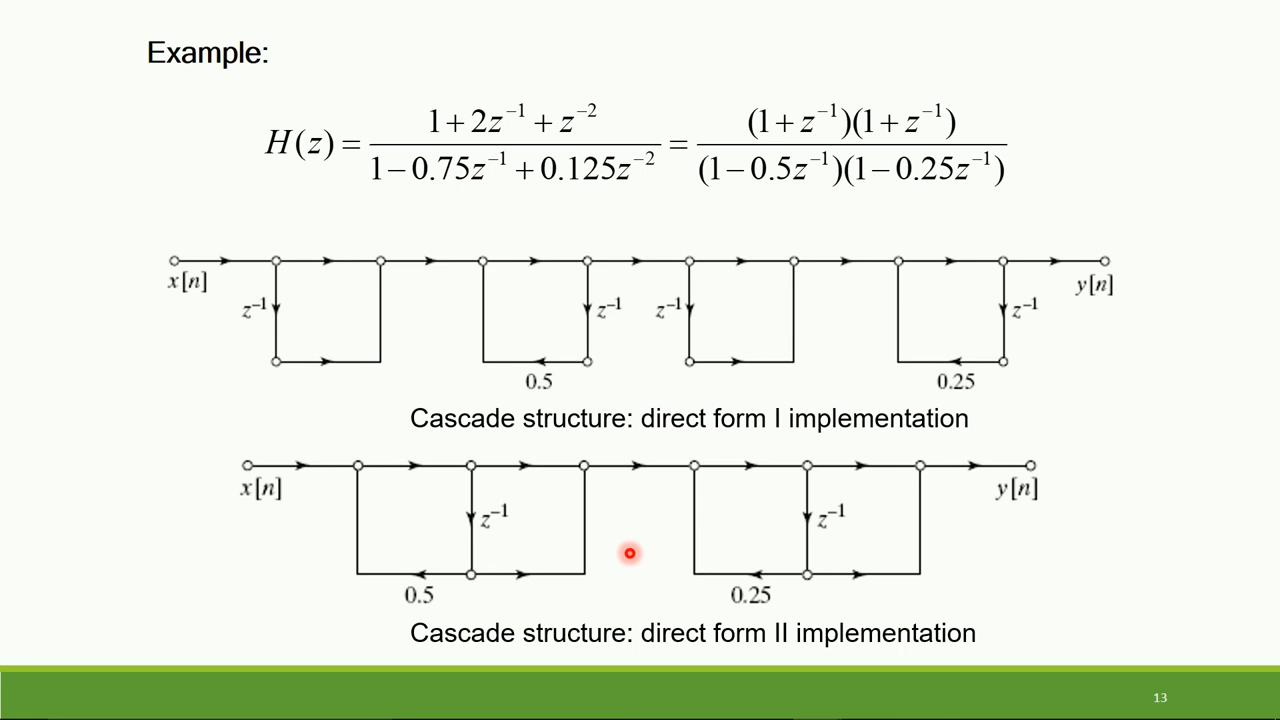 Example:
H(z) = \frac{1+2z^{-1}+z^{-2}}{1-0.75z^{-1}+0.125z^{-2}} = \frac{(1+z^{-1})(1+z^{-1})}{(1-0.5z^{-1})(1-0.25z^{-1})}
x[n] y[n]
z^{-1} z^{-1} z^{-1} z^{-1}
0.5 0.25
Cascade structure: direct form I implementation
x[n] y[n]
z^{-1} z^{-1}
0.5 0.25
Cascade structure: direct form II implementation
13